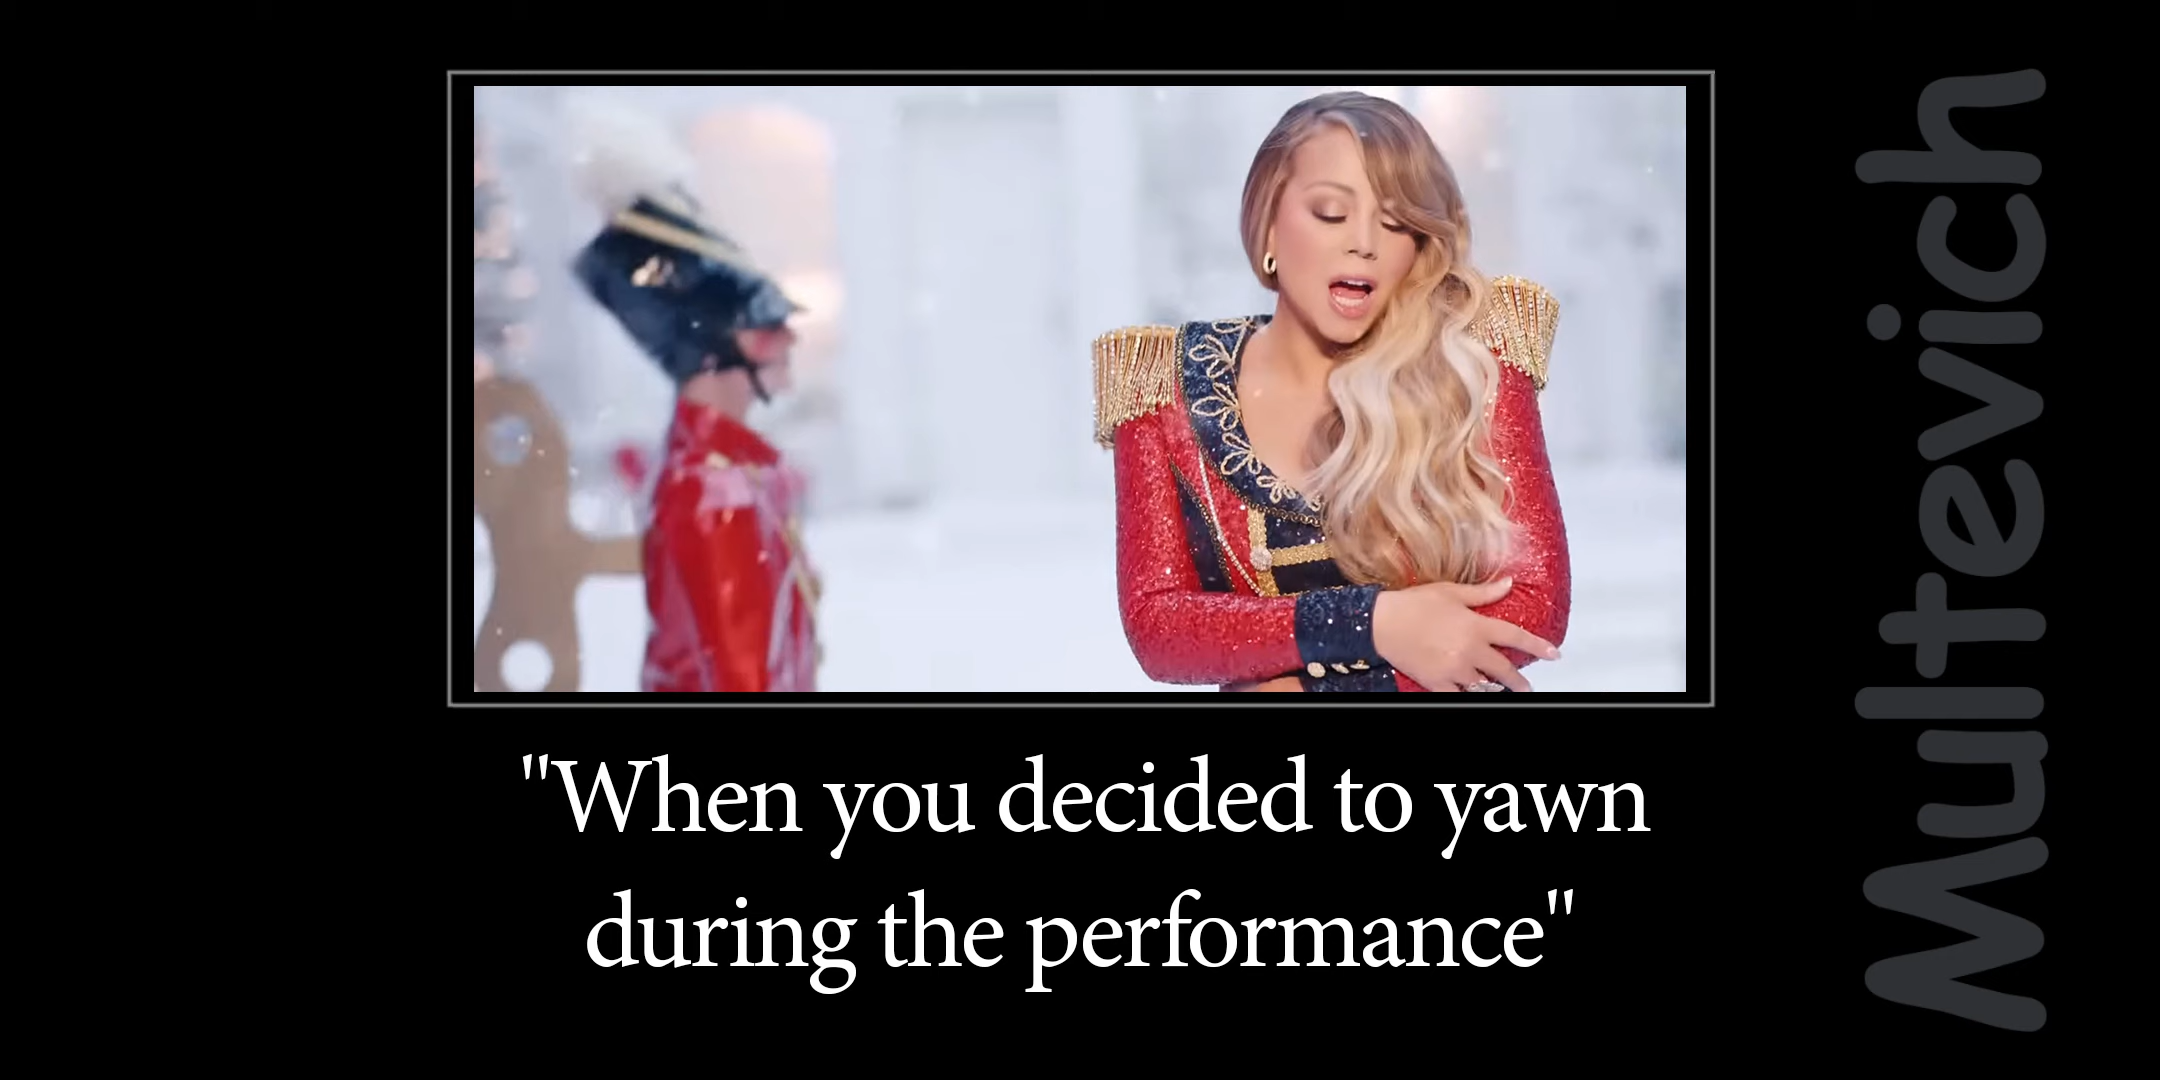 "When you decided to yawn
during the performance"
Multevich